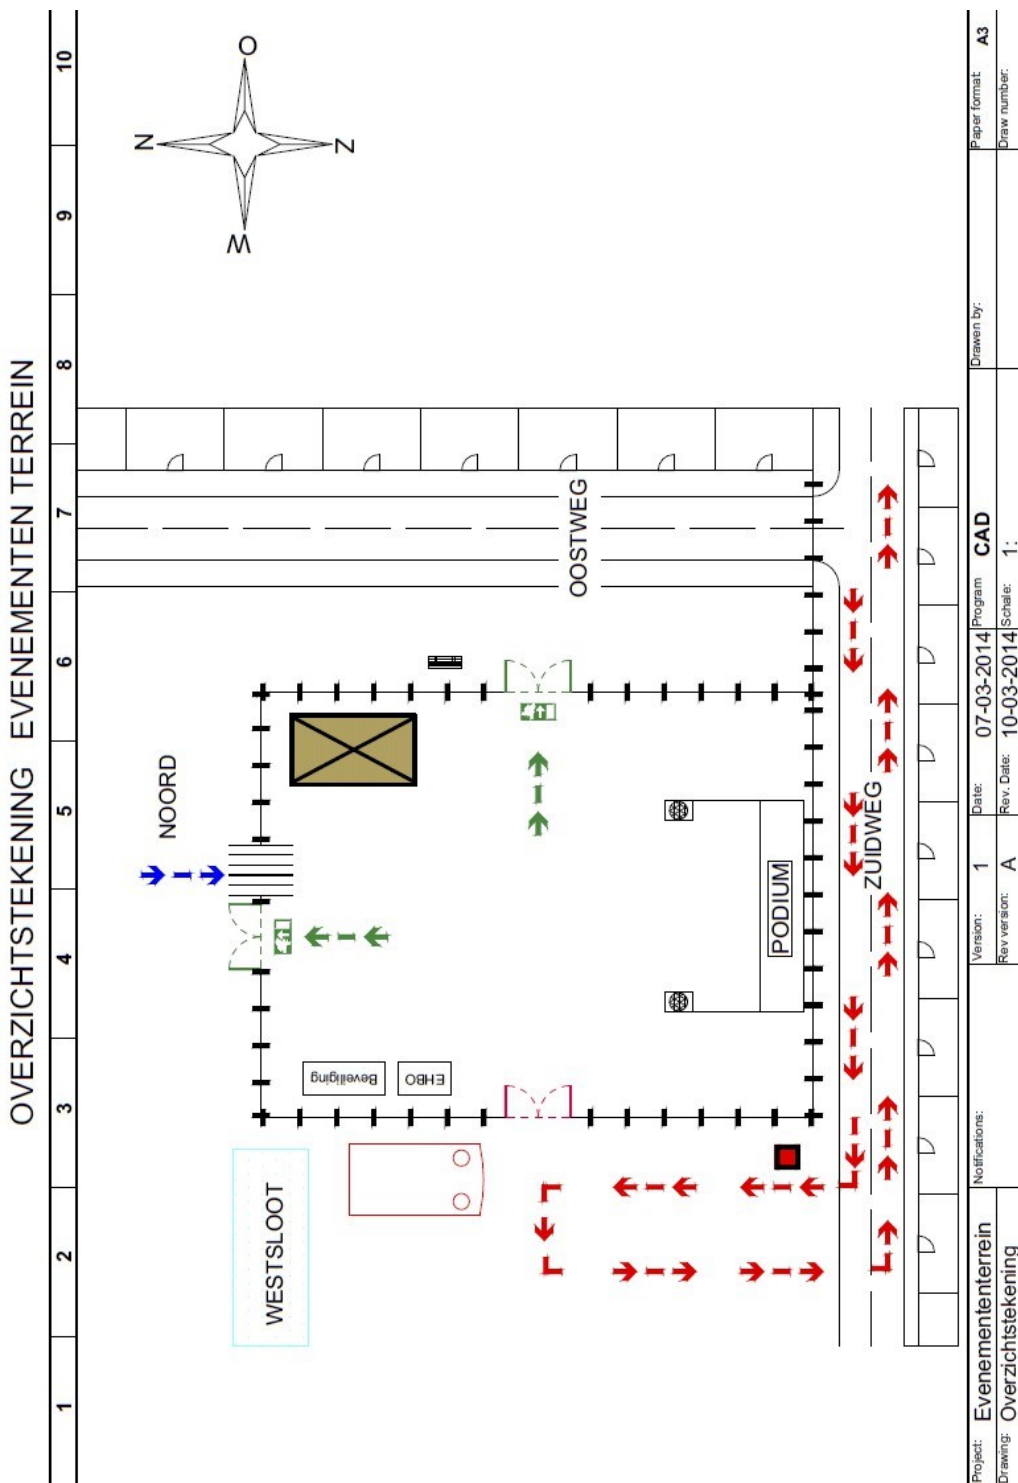 OVERZICHTSTEKENING EVENEMENTEN TERREIN
1 2 3 4 5 6 7 8 9 10
N
O
Z
W
NOORD
WESTSLOOT
OOSTWEG
ZUIDWEG
PODIUM
Beveiliging
EHBO
Project: Evenemententerrein
Drawing: Overzichtstekening
Notifications:
Version: 1
Rev version: A
Date: 07-03-2014
Rev. Date: 10-03-2014
Program CAD
Schale: 1:
Drawen by:
Paper format: A3
Draw number: